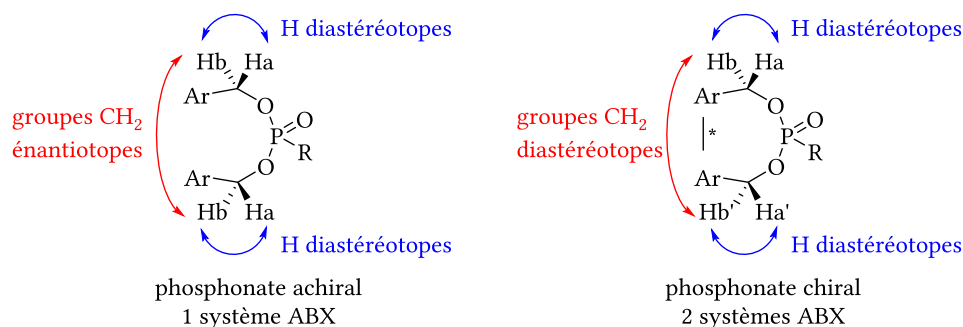 H diastéréotopes
Hb Ha
Ar
O
groupes CH2
énantiotopes
P O
R
O
Ar
Hb Ha
H diastéréotopes
phosphonate achiral
1 système ABX
H diastéréotopes
Hb Ha
Ar
O
groupes CH2
diastéréotopes
*
P O
R
O
Ar
Hb' Ha'
H diastéréotopes
phosphonate chiral
2 systèmes ABX